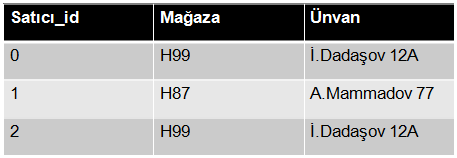 Satıcı_id Mağaza Ünvan
0 H99 İ.Dadaşov 12A
1 H87 A.Mammadov 77
2 H99 İ.Dadaşov 12A